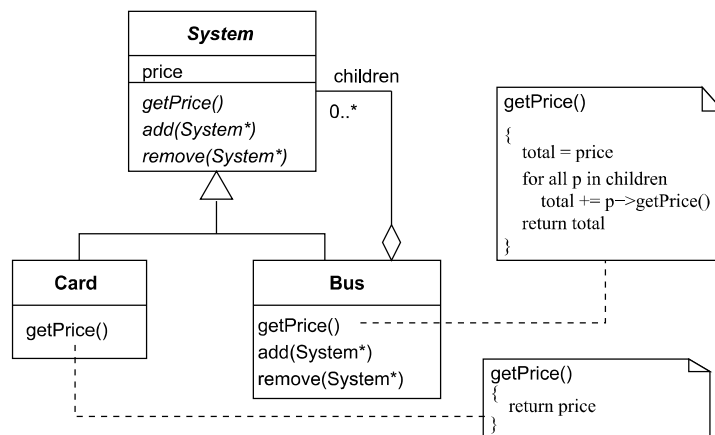 System
price
getPrice()
add(System*)
remove(System*)
children
0..*
Card
getPrice()
Bus
getPrice()
add(System*)
remove(System*)
getPrice()
{
total = price
for all p in children
total += p−>getPrice()
return total
}
getPrice()
{
return price
}